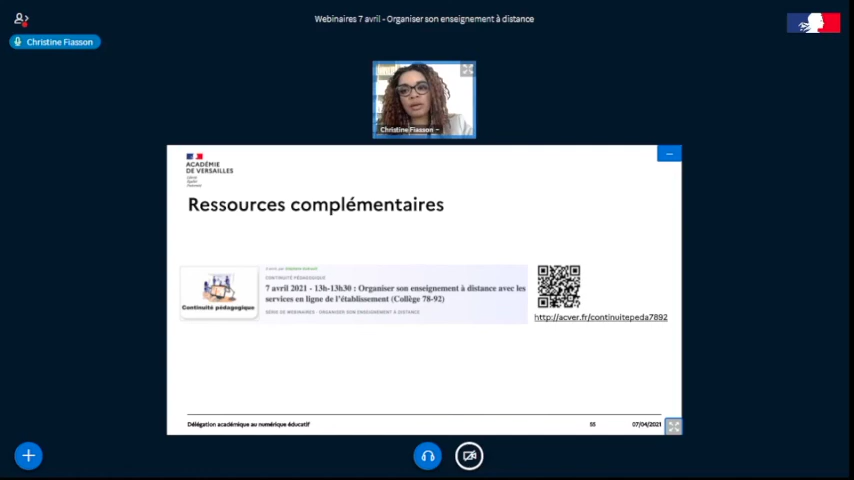 Webinaires 7 avril - Organiser son enseignement à distance
Christine Fiasson
Christine Fiasson
ACADÉMIE
DE VERSAILLES
Liberté
Égalité
Fraternité
Ressources complémentaires
CONTINUITÉ PÉDAGOGIQUE
Continuité pédagogique
7 avril 2021 - 13h-13h30 : Organiser son enseignement à distance avec les
services en ligne de l'établissement (Collège 78-92)
SÉRIE DE WEBINAIRES - ORGANISER SON ENSEIGNEMENT À DISTANCE
http://acver.fr/continuitepeda7892
Délégation académique au numérique éducatif
55
07/04/2021